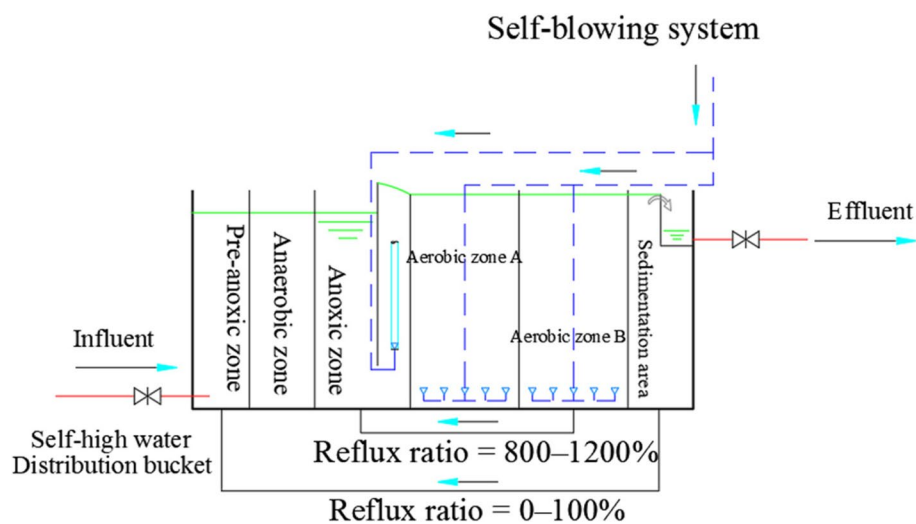 Self-blowing system
Effluent
Pre-anoxic zone
Anaerobic zone
Anoxic zone
Aerobic zone A
Aerobic zone B
Sedimentation area
Influent
Self-high water
Distribution bucket
Reflux ratio = 800–1200%
Reflux ratio = 0–100%